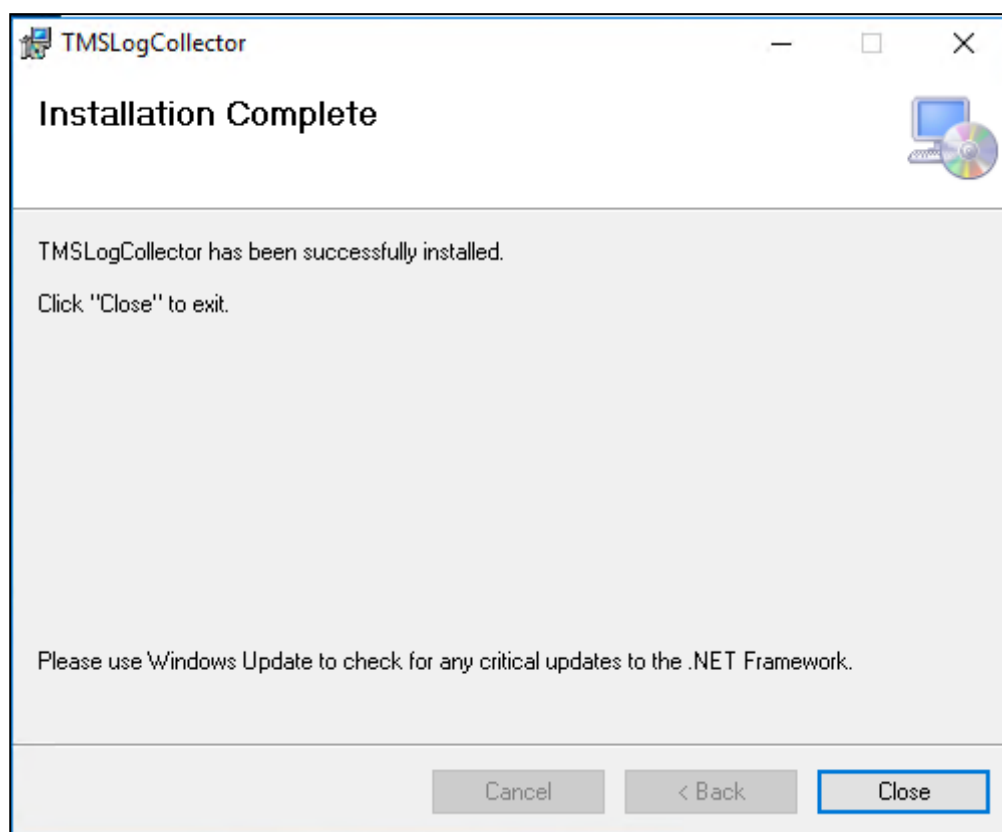 TMSLogCollector
Installation Complete
TMSLogCollector has been successfully installed.
Click "Close" to exit.
Please use Windows Update to check for any critical updates to the .NET Framework.
Cancel
< Back
Close